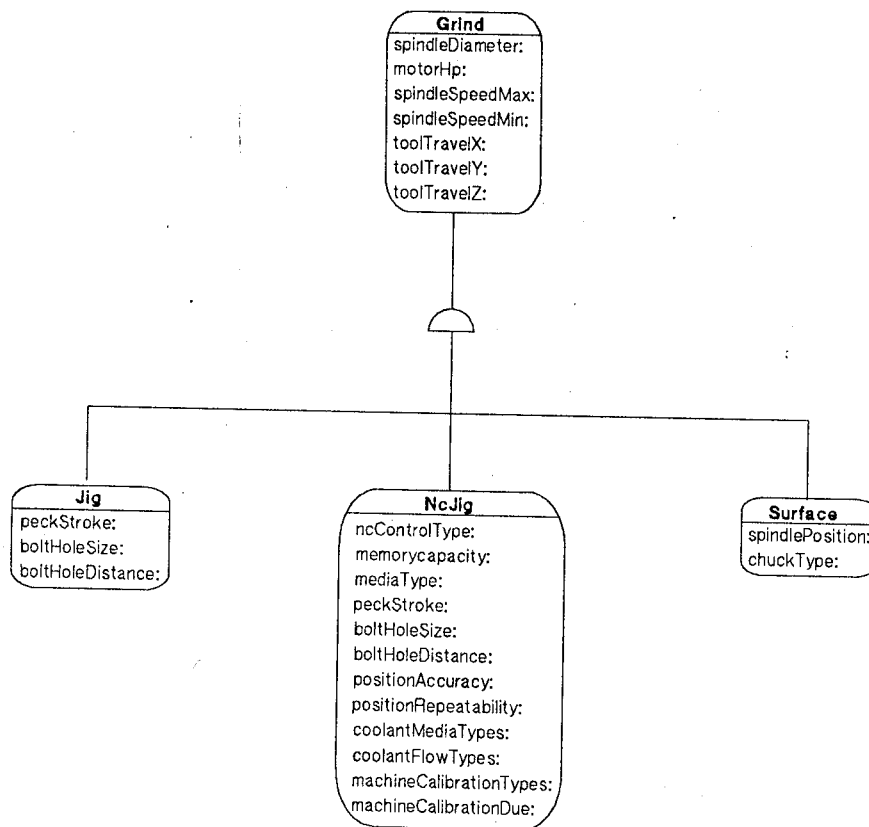 Grind
spindleDiameter:
motorHp:
spindleSpeedMax:
spindleSpeedMin:
toolTravelX:
toolTravelY:
toolTravelZ:
Jig
peckStroke:
boltHoleSize:
boltHoleDistance:
NcJig
ncControlType:
memorycapacity:
mediaType:
peckStroke:
boltHoleSize:
boltHoleDistance:
positionAccuracy:
positionRepeatability:
coolantMediaTypes:
coolantFlowTypes:
machineCalibrationTypes:
machineCalibrationDue:
Surface
spindlePosition:
chuckType: